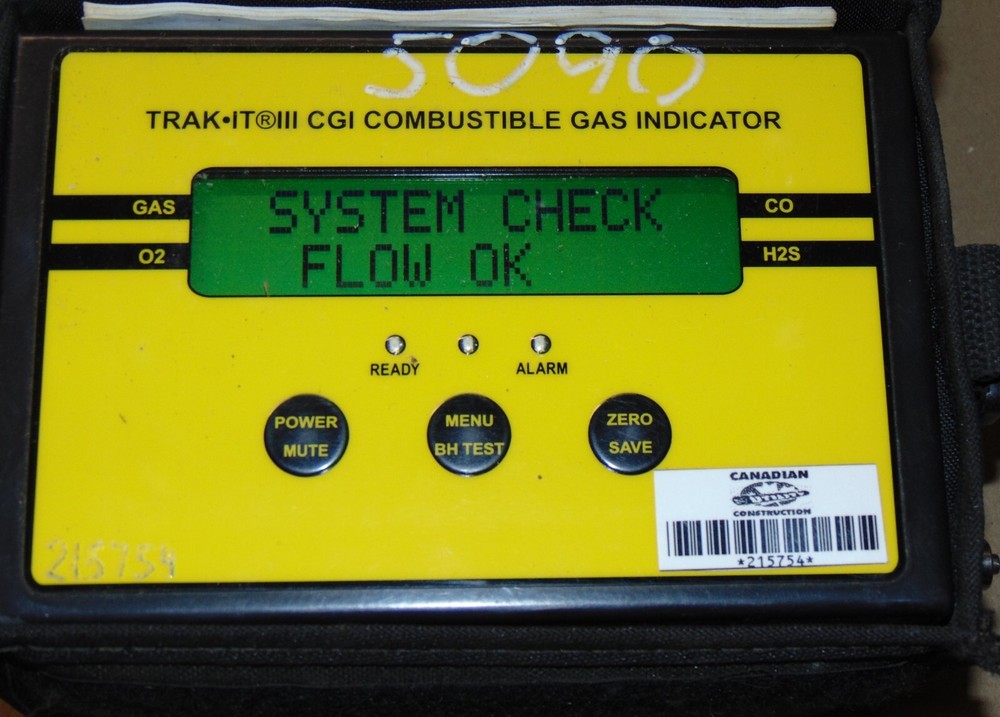 5090
TRAK•IT®III CGI COMBUSTIBLE GAS INDICATOR
GAS
CO
SYSTEM CHECK
O2
H2S
FLOW OK
READY
ALARM
POWER
MUTE
MENU
BH TEST
ZERO
SAVE
CANADIAN
CONSTRUCTION
*215754*
215754